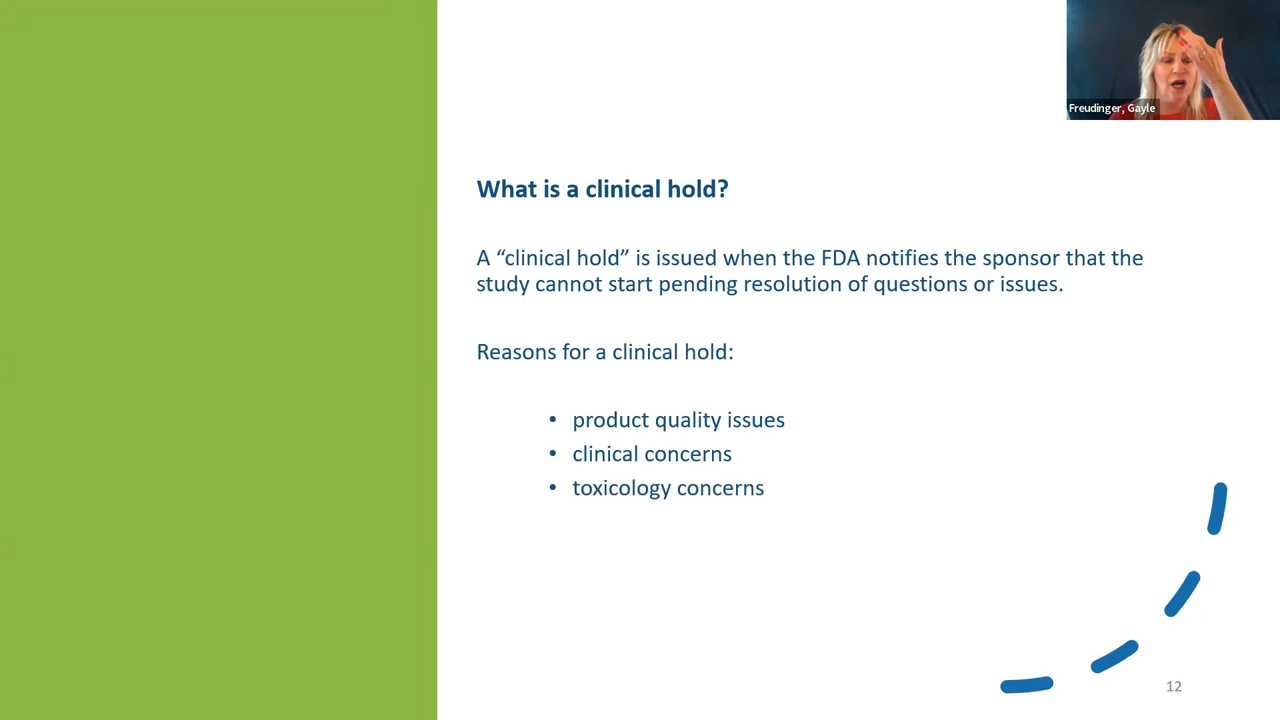 Freudinger, Gayle
What is a clinical hold?
A “clinical hold” is issued when the FDA notifies the sponsor that the
study cannot start pending resolution of questions or issues.
Reasons for a clinical hold:
• product quality issues
• clinical concerns
• toxicology concerns
12